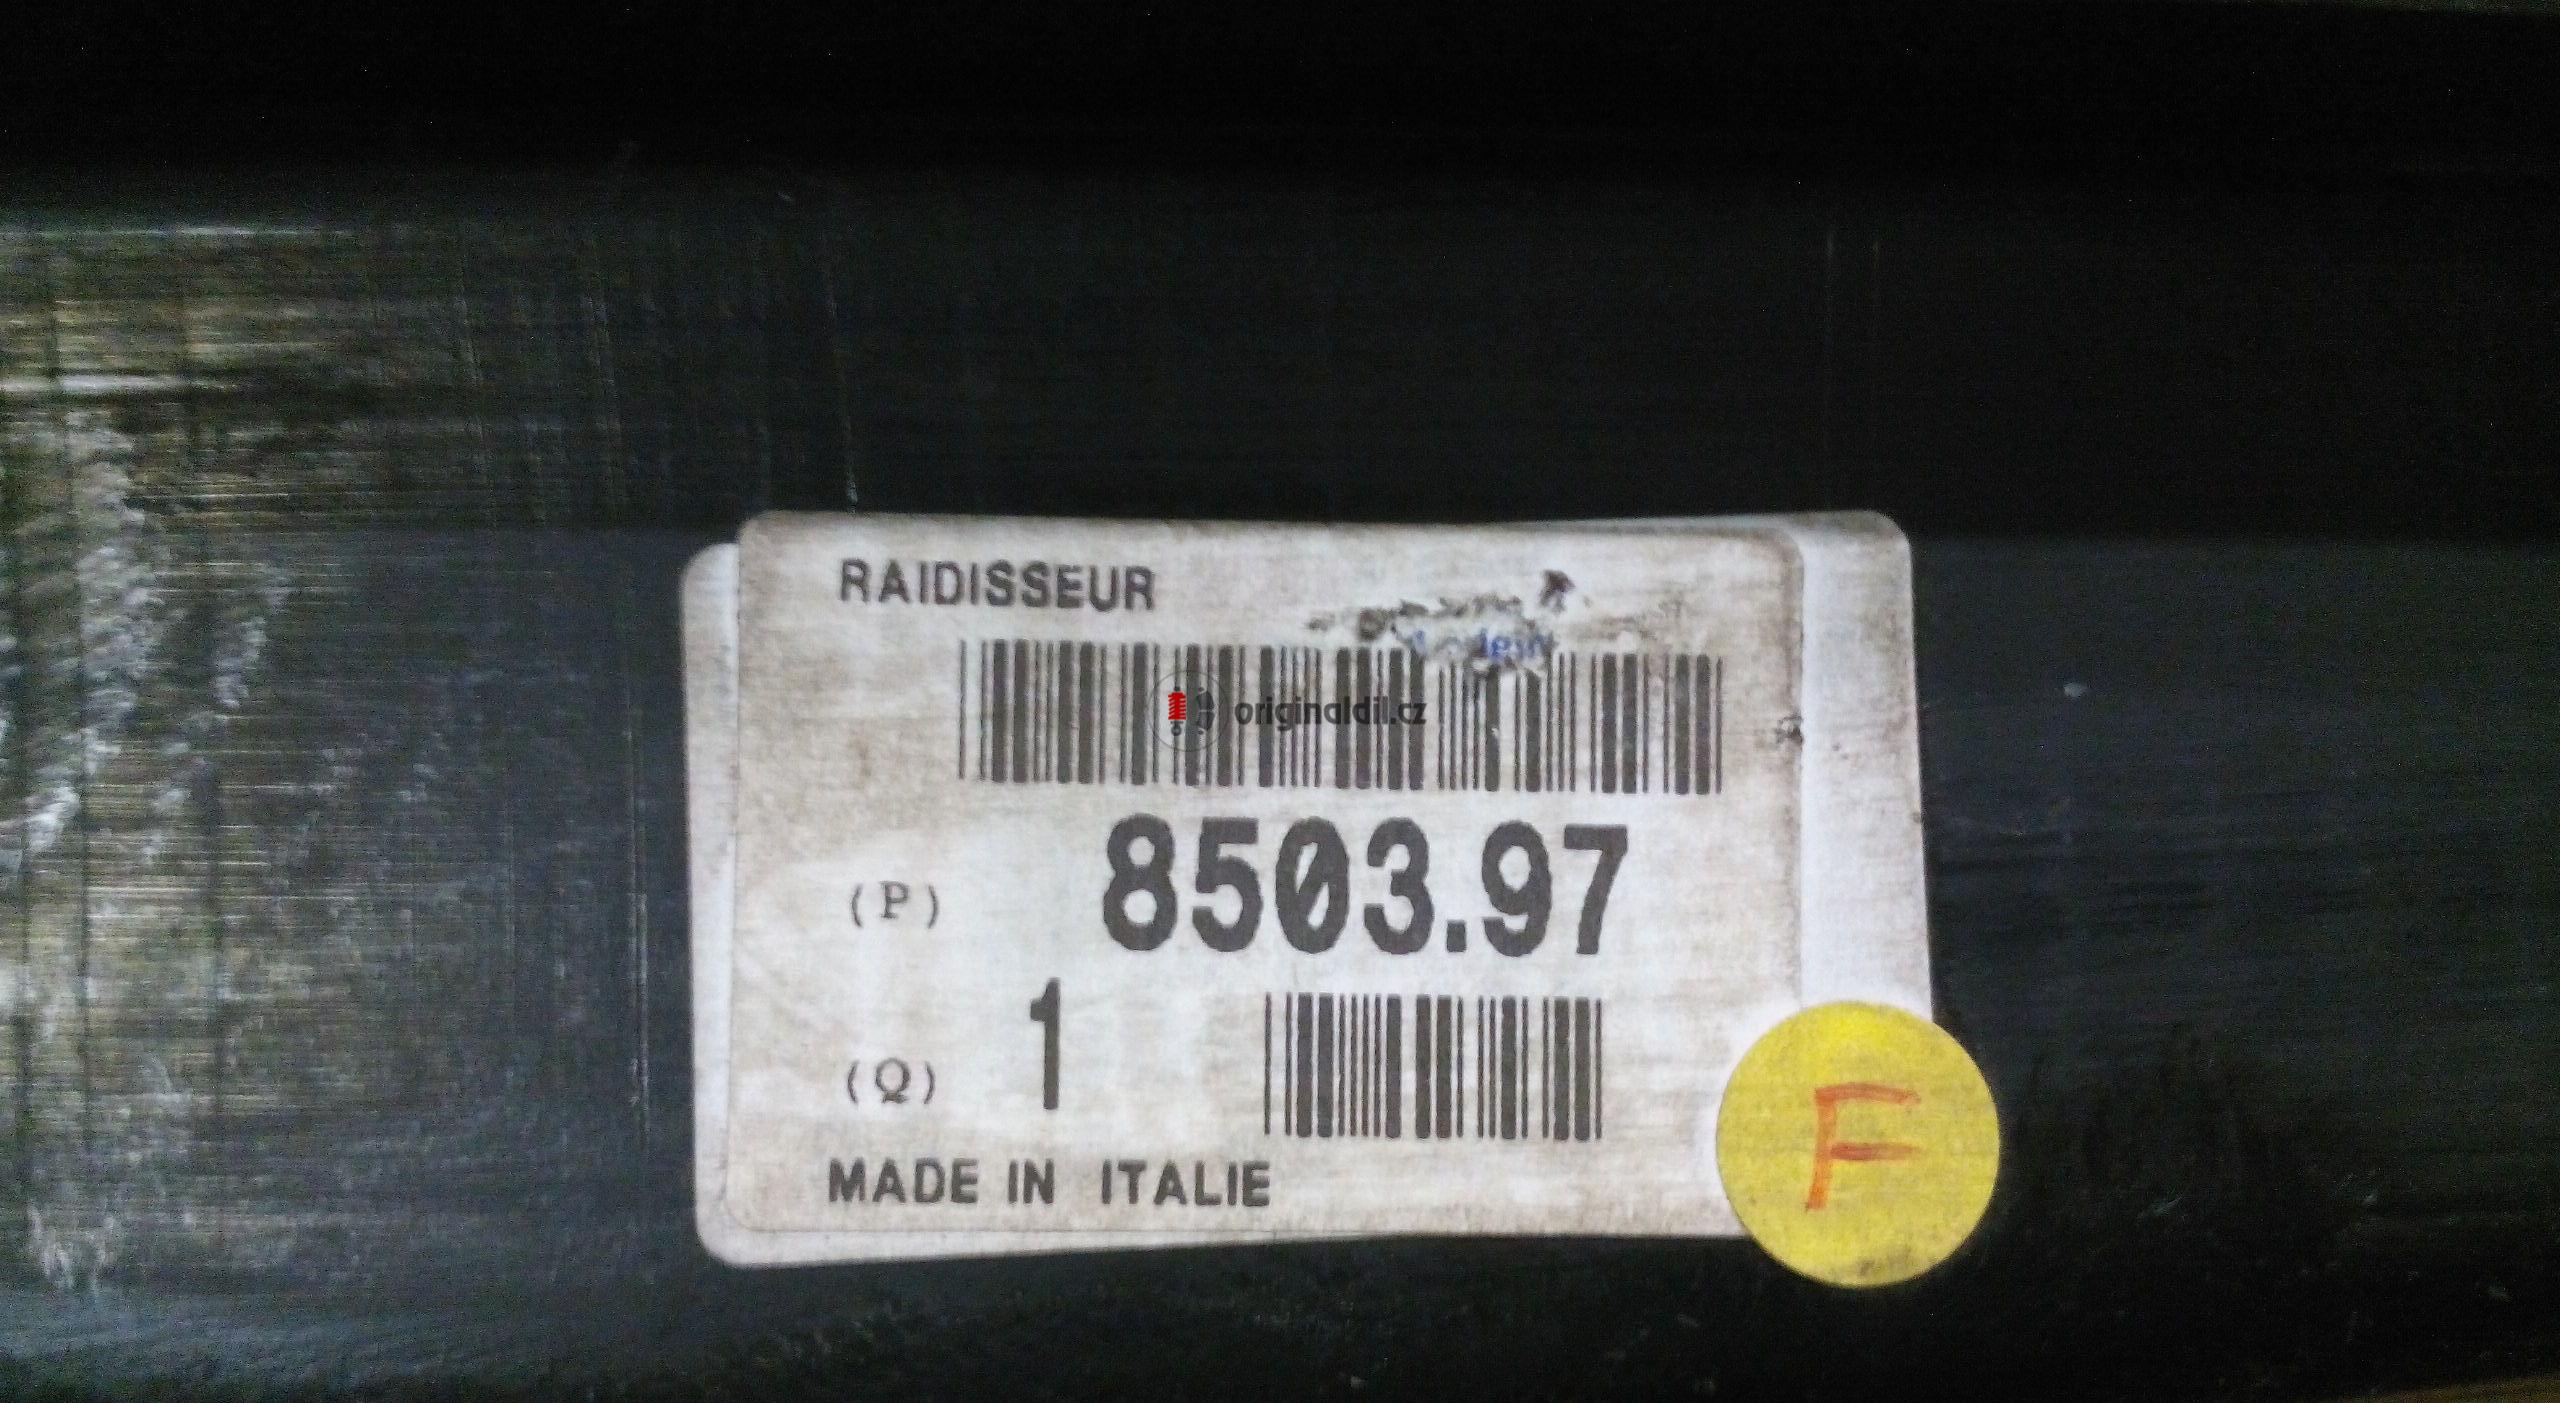 RAIDISSEUR
originaldil.cz
(P) 8503.97
(Q) 1
MADE IN ITALIE
F